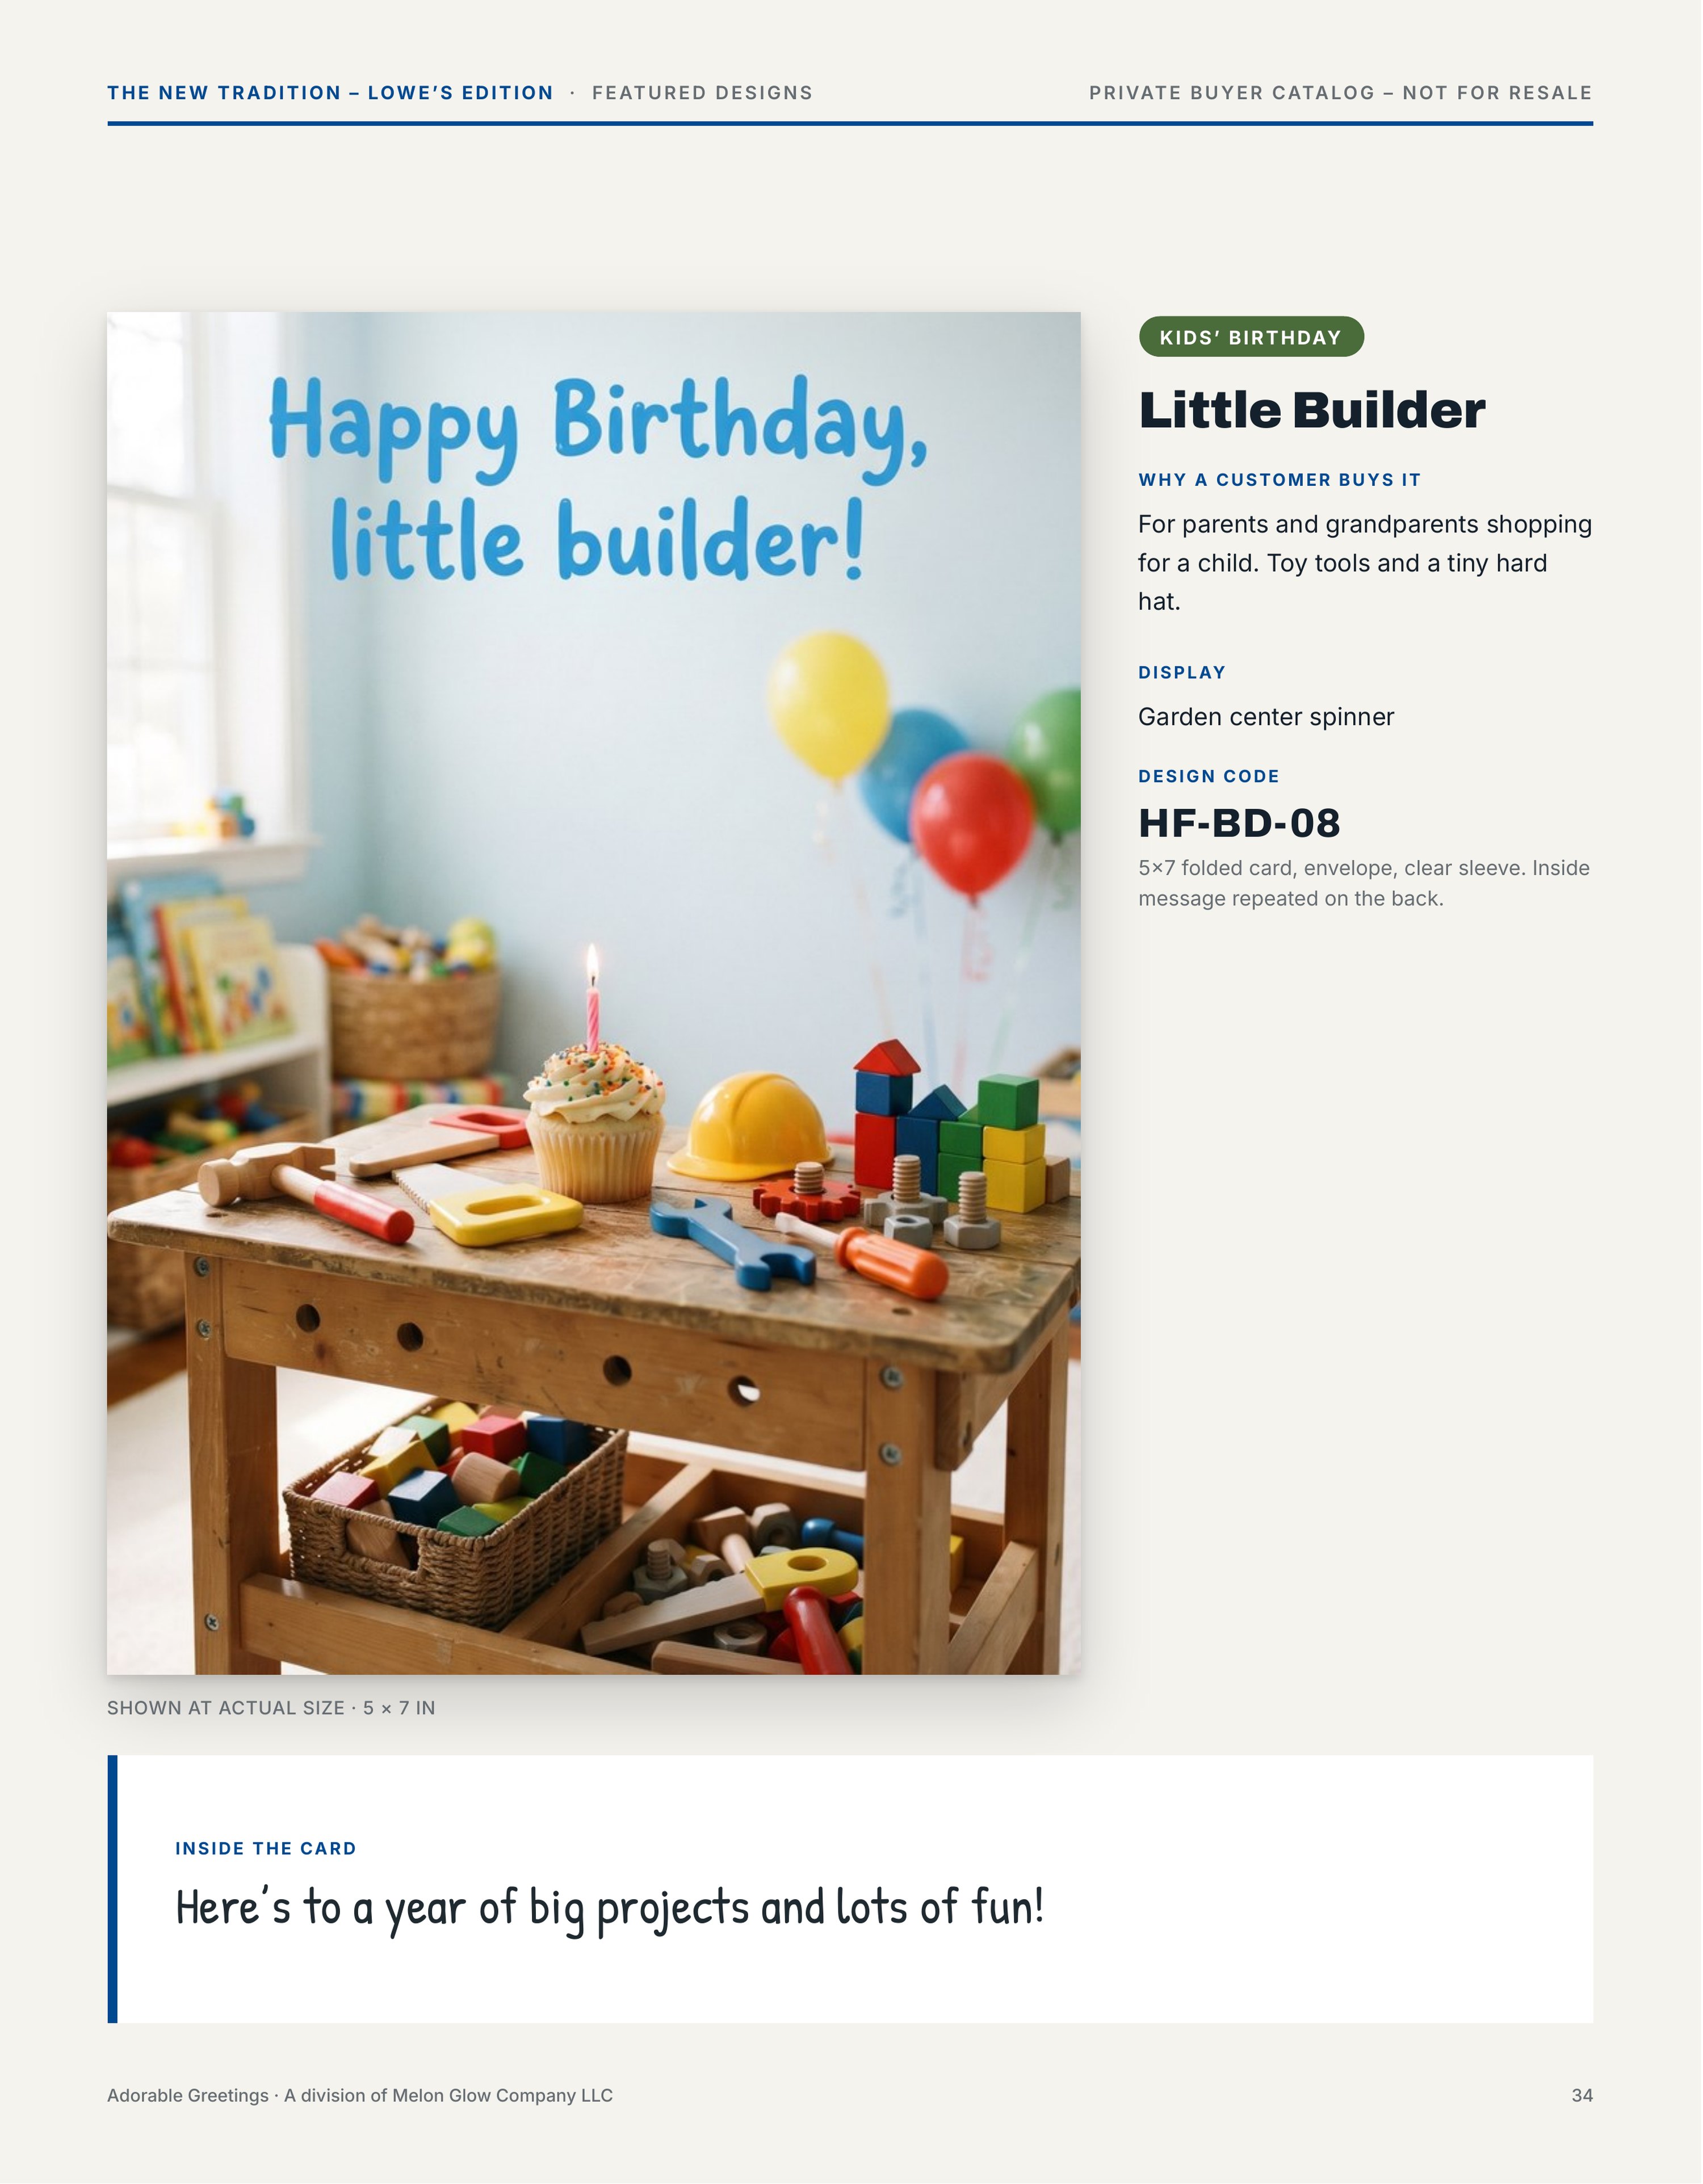 THE NEW TRADITION – LOWE’S EDITION · FEATURED DESIGNS
PRIVATE BUYER CATALOG – NOT FOR RESALE
Happy Birthday,
little builder!
KIDS’ BIRTHDAY
Little Builder
WHY A CUSTOMER BUYS IT
For parents and grandparents shopping
for a child. Toy tools and a tiny hard
hat.
DISPLAY
Garden center spinner
DESIGN CODE
HF-BD-08
5×7 folded card, envelope, clear sleeve. Inside
message repeated on the back.
SHOWN AT ACTUAL SIZE · 5 × 7 IN
INSIDE THE CARD
Here’s to a year of big projects and lots of fun!
Adorable Greetings · A division of Melon Glow Company LLC
34